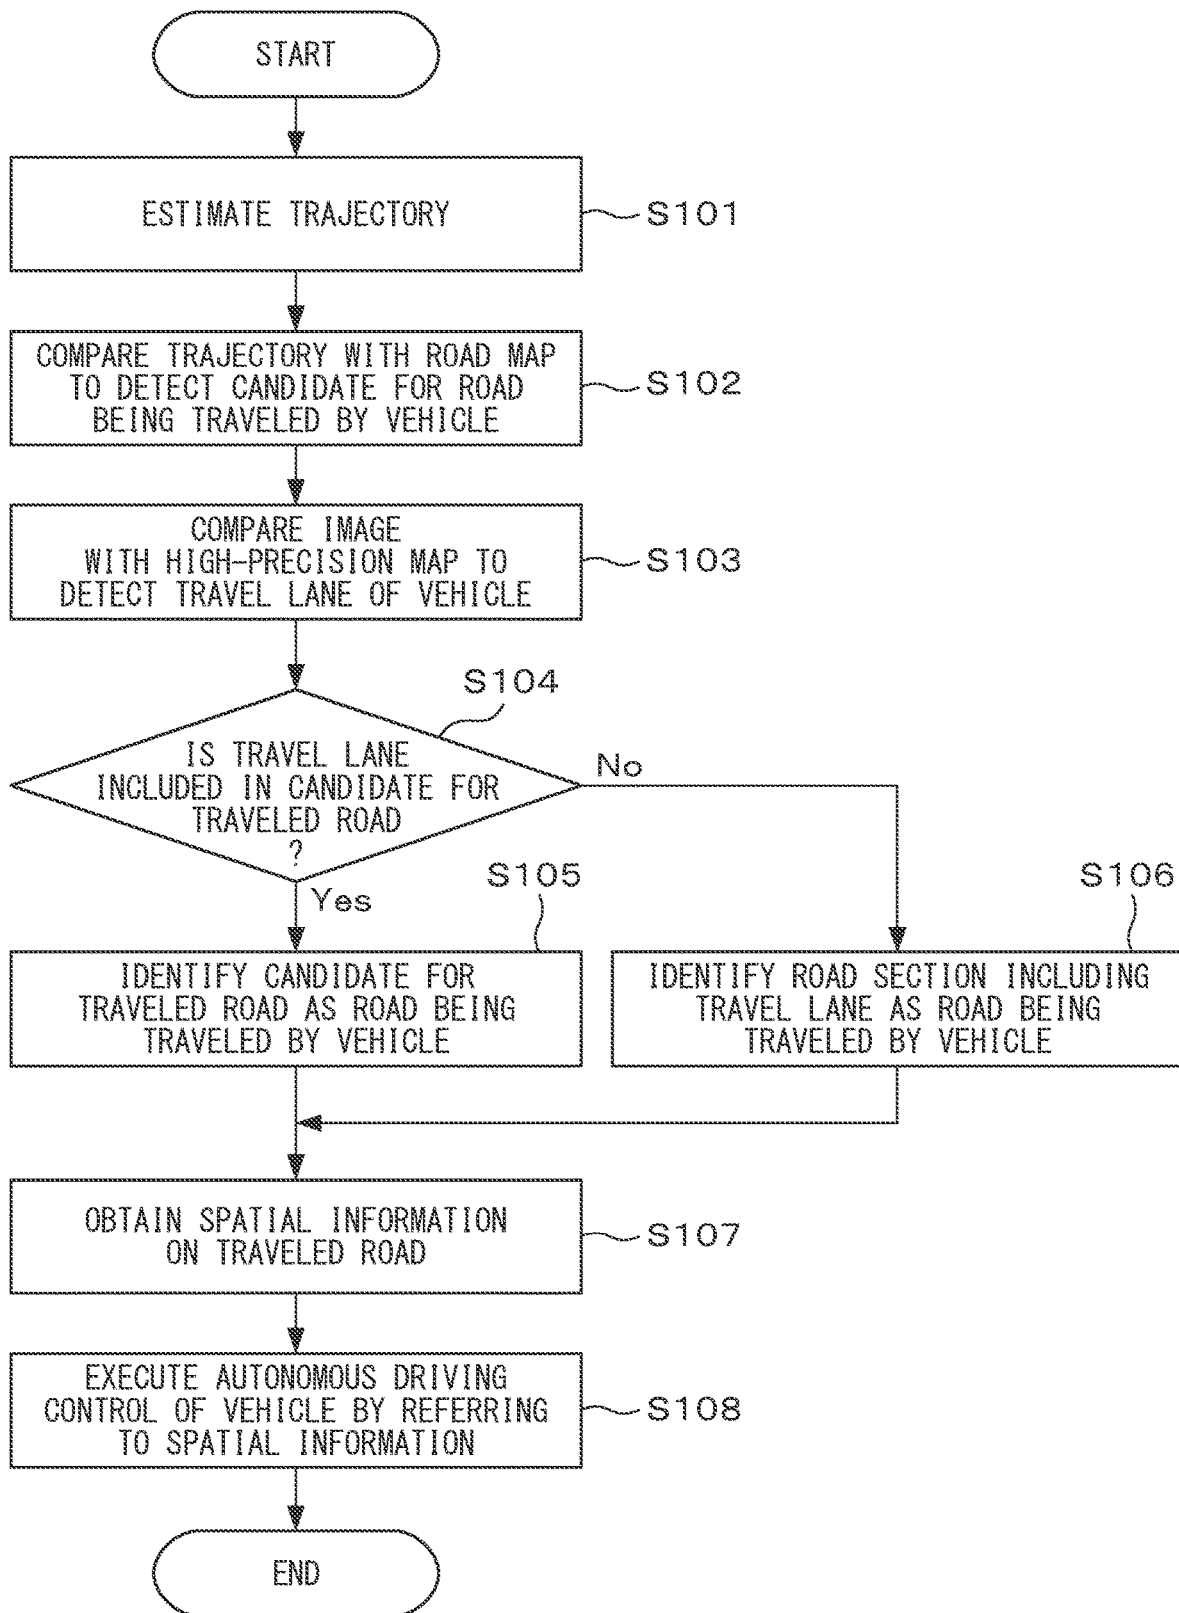 START
ESTIMATE TRAJECTORY
S101
COMPARE TRAJECTORY WITH ROAD MAP
TO DETECT CANDIDATE FOR ROAD
BEING TRAVELED BY VEHICLE
S102
COMPARE IMAGE
WITH HIGH-PRECISION MAP TO
DETECT TRAVEL LANE OF VEHICLE
S103
S104
IS TRAVEL LANE
INCLUDED IN CANDIDATE FOR
TRAVELED ROAD
?
No
Yes
S105
IDENTIFY CANDIDATE FOR
TRAVELED ROAD AS ROAD BEING
TRAVELED BY VEHICLE
S106
IDENTIFY ROAD SECTION INCLUDING
TRAVEL LANE AS ROAD BEING
TRAVELED BY VEHICLE
OBTAIN SPATIAL INFORMATION
ON TRAVELED ROAD
S107
EXECUTE AUTONOMOUS DRIVING
CONTROL OF VEHICLE BY REFERRING
TO SPATIAL INFORMATION
S108
END